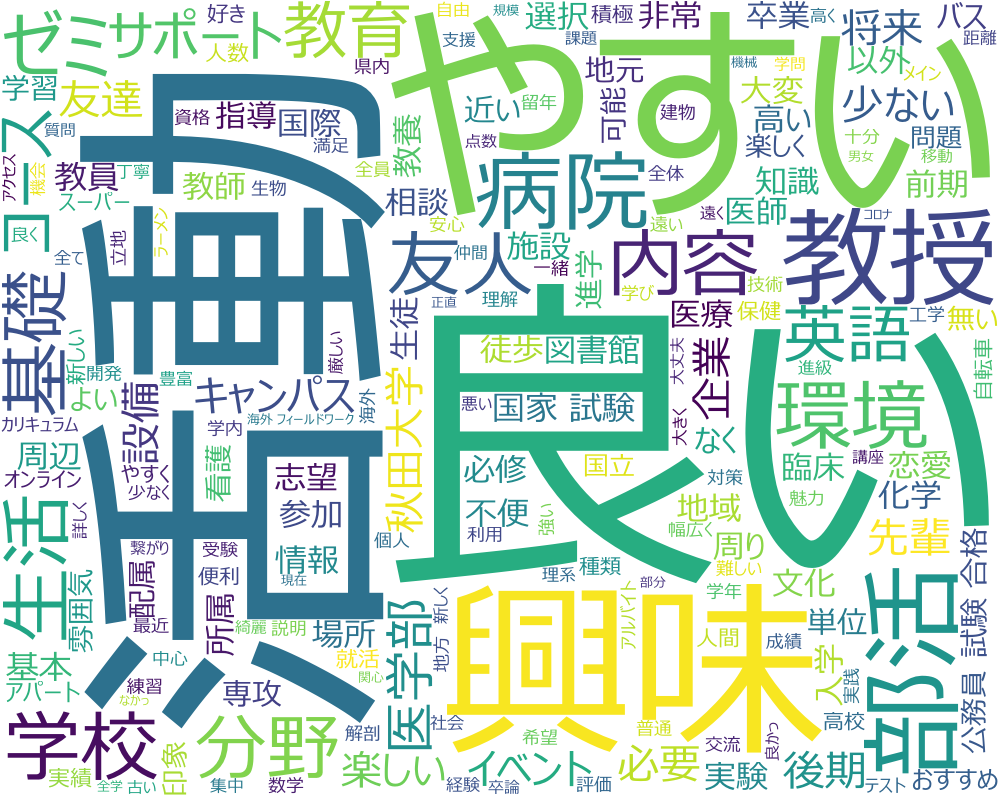 ゼミ
サポート
好き
人数
教育
自由
規模
支援
課題
選択
積極
非常
卒業
高く
将来
バス
距離
やすい
学習
友達
県内
近い
留年
地元
機械
学問
以外
メイン
コース
質問
資格
指導
国際
満足
点数
可能
建物
大変
高い
少ない
アクセス
機会
丁寧
教員
教師
生物
全員
教養
楽しく
十分
問題
男女
移動
良く
スーパー
活動
相談
病院
全体
知識
前期
全て
立地
ラーメン
安心
遠い
遠く
医師
コロナ
教授
基礎
友人
仲間
施設
一緒
進学
内容
正直
理解
学び
技術
医療
保健
英語
工学
無い
新しい
開発
豊富
厳しい
生徒
良い
徒歩
図書館
大丈夫
進級
自転車
よい
キャンパス
悪い
国家
試験
企業
大きく
環境
カリキュラム
設備
海外
フィールドワーク
海外
秋田大学
なく
周辺
学内
オンライン
やすく
少なく
看護
志望
必修
国立
対策
臨床
講座
恋愛
魅力
化学
生活
詳しく
参加
不便
強い
地域
幅広く
先輩
繋がり
受験
個人
利用
配属
便利
情報
現在
理系
種類
周り
難しい
最近
所属
雰囲気
綺麗
説明
場所
医学部
新しく
地方
部分
アルバイト
学年
文化
単位
部活
合格
試験
公務員
基本
中心
就活
関心
興味
人間
成績
入学
実践
アパート
練習
なかっ
専攻
学校
分野
解剖
社会
希望
普通
交流
良かっ
高校
実績
全学
古い
印象
集中
数学
楽しい
経験
卒論
イベント
評価
必要
実験
後期
テスト
おすすめ